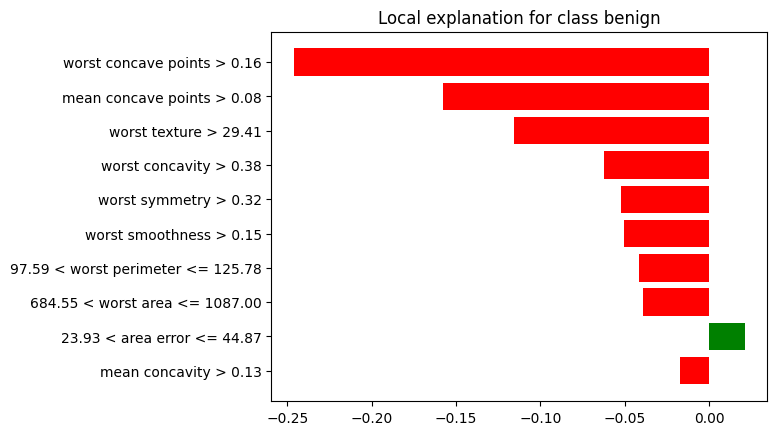 Local explanation for class benign
worst concave points > 0.16
mean concave points > 0.08
worst texture > 29.41
worst concavity > 0.38
worst symmetry > 0.32
worst smoothness > 0.15
97.59 < worst perimeter <= 125.78
684.55 < worst area <= 1087.00
23.93 < area error <= 44.87
mean concavity > 0.13
−0.25 −0.20 −0.15 −0.10 −0.05 0.00